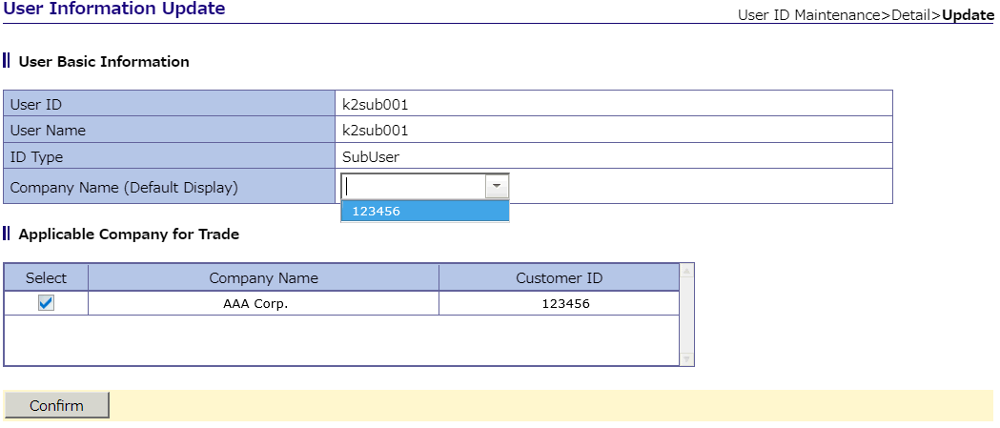 User Information Update
User ID Maintenance>Detail>Update
User Basic Information
User ID k2sub001
User Name k2sub001
ID Type SubUser
Company Name (Default Display)
123456
Applicable Company for Trade
Select Company Name Customer ID
AAA Corp. 123456
Confirm